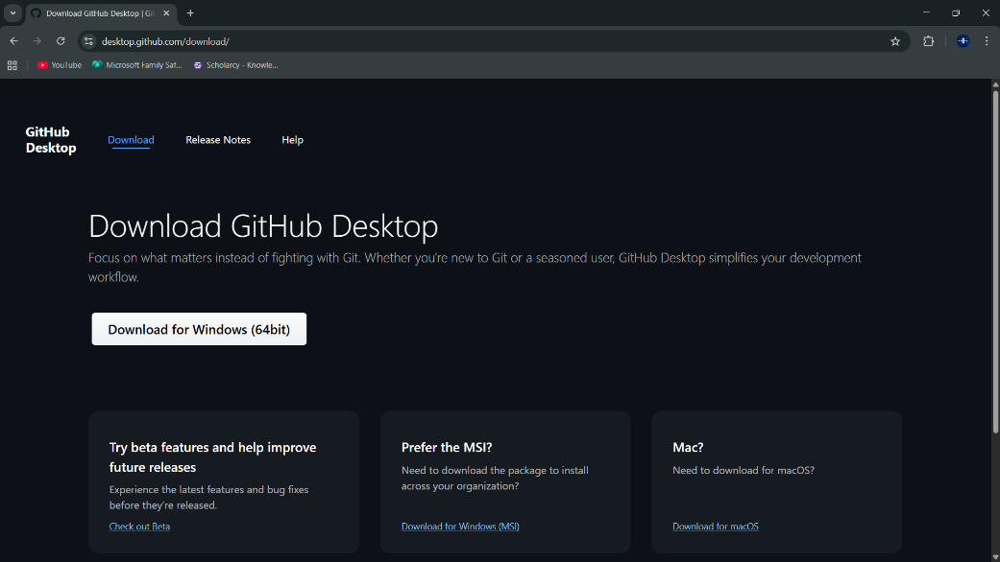 Download GitHub Desktop | Git
desktop.github.com/download/
YouTube
Microsoft Family Saf...
Scholarcy - Knowle...
GitHub
Desktop
Download
Release Notes
Help
Download GitHub Desktop
Focus on what matters instead of fighting with Git. Whether you're new to Git or a seasoned user, GitHub Desktop simplifies your development
workflow.
Download for Windows (64bit)
Try beta features and help improve
future releases
Experience the latest features and bug fixes
before they're released.
Check out Beta
Prefer the MSI?
Need to download the package to install
across your organization?
Download for Windows (MSI)
Mac?
Need to download for macOS?
Download for macOS